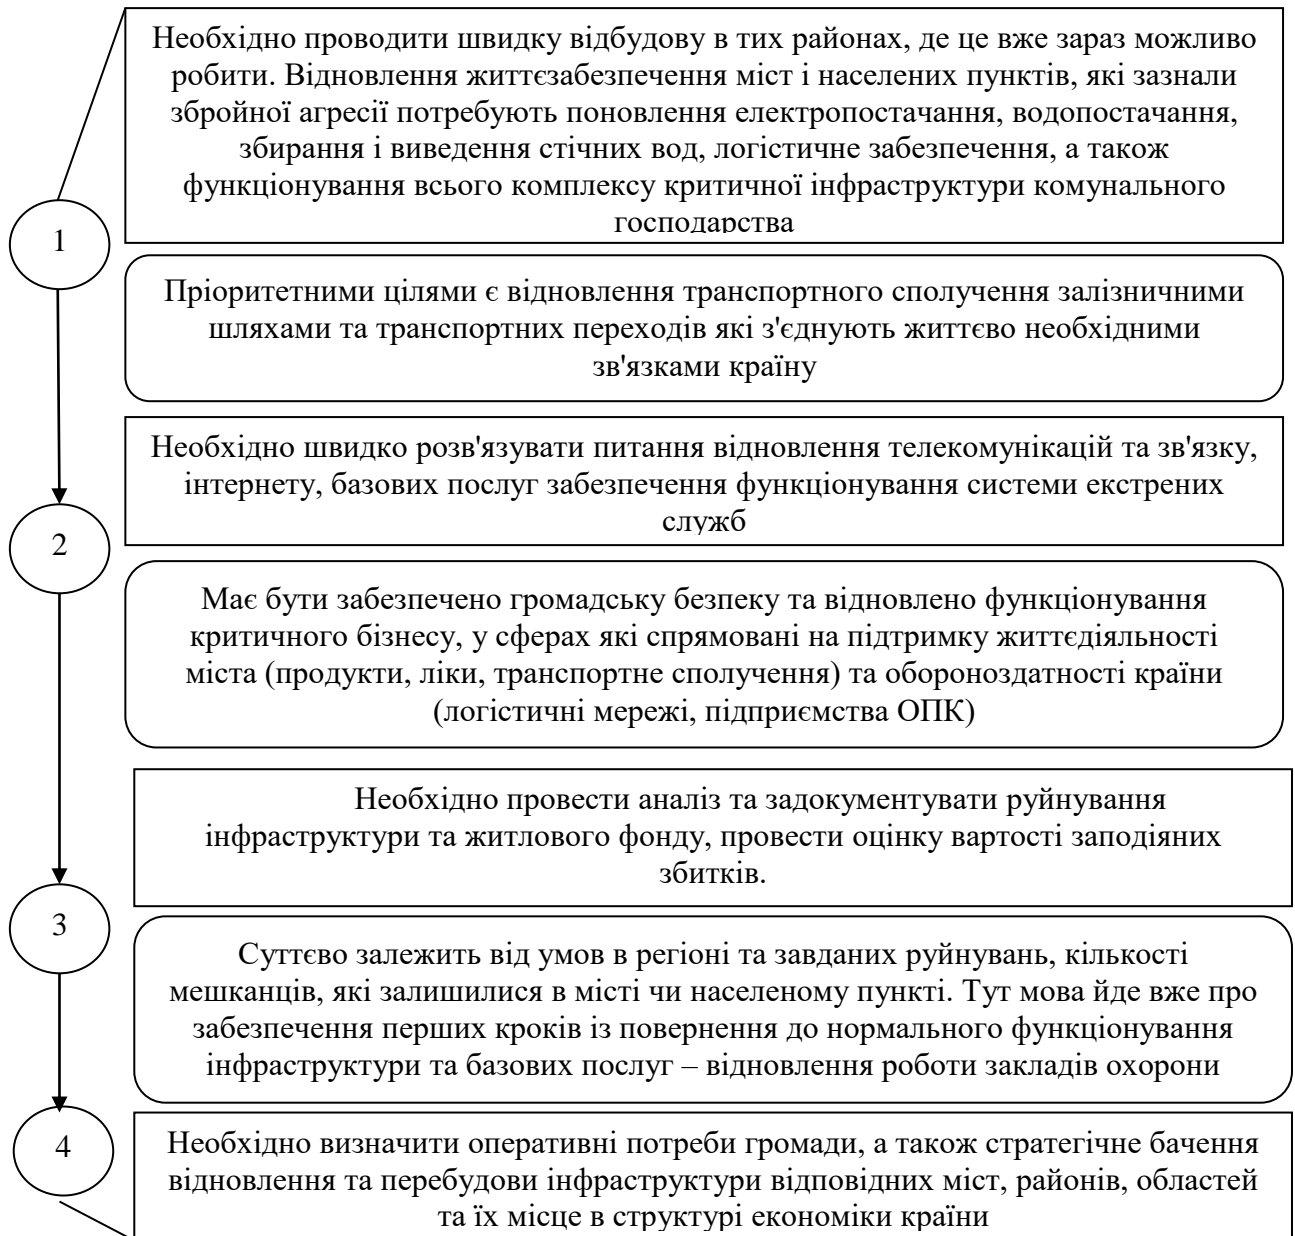 Необхідно проводити швидку відбудову в тих районах, де це вже зараз можливо
робити. Відновлення життєзабезпечення міст і населених пунктів, які зазнали
збройної агресії потребують поновлення електропостачання, водопостачання,
збирання і виведення стічних вод, логістичне забезпечення, а також
функціонування всього комплексу критичної інфраструктури комунального
господарства
1
Пріоритетними цілями є відновлення транспортного сполучення залізничними
шляхами та транспортних переходів які з'єднують життєво необхідними
зв'язками країну
Необхідно швидко розв'язувати питання відновлення телекомунікацій та зв'язку,
інтернету, базових послуг забезпечення функціонування системи екстрених
служб
2
Має бути забезпечено громадську безпеку та відновлено функціонування
критичного бізнесу, у сферах які спрямовані на підтримку життєдіяльності
міста (продукти, ліки, транспортне сполучення) та обороноздатності країни
(логістичні мережі, підприємства ОПК)
Необхідно провести аналіз та задокументувати руйнування
інфраструктури та житлового фонду, провести оцінку вартості заподіяних
збитків.
3
Суттєво залежить від умов в регіоні та завданих руйнувань, кількості
мешканців, які залишилися в місті чи населеному пункті. Тут мова йде вже про
забезпечення перших кроків із повернення до нормального функціонування
інфраструктури та базових послуг – відновлення роботи закладів охорони
4
Необхідно визначити оперативні потреби громади, а також стратегічне бачення
відновлення та перебудови інфраструктури відповідних міст, районів, областей
та їх місце в структурі економіки країни